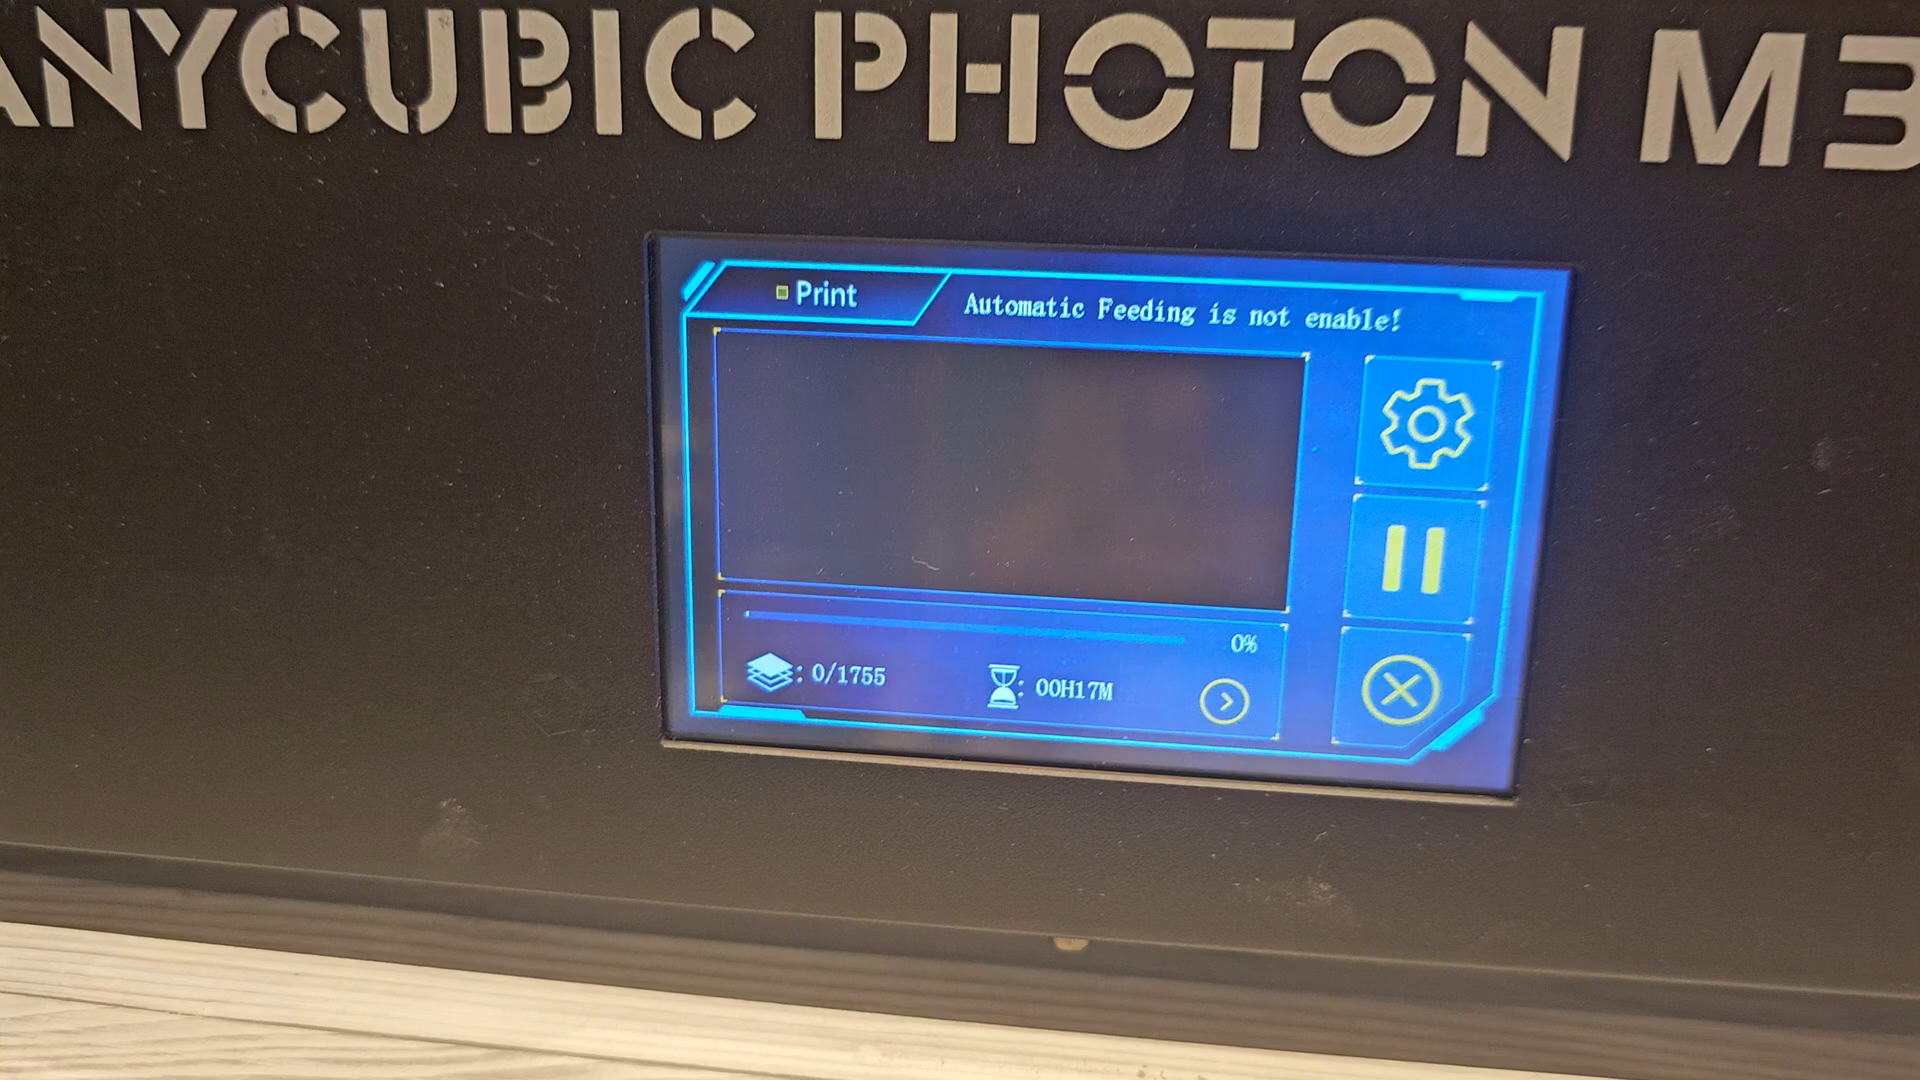 ANYCUBIC PHOTON M3
Print
Automatic Feeding is not enable!
0%
: 0/1755
: 00H17M